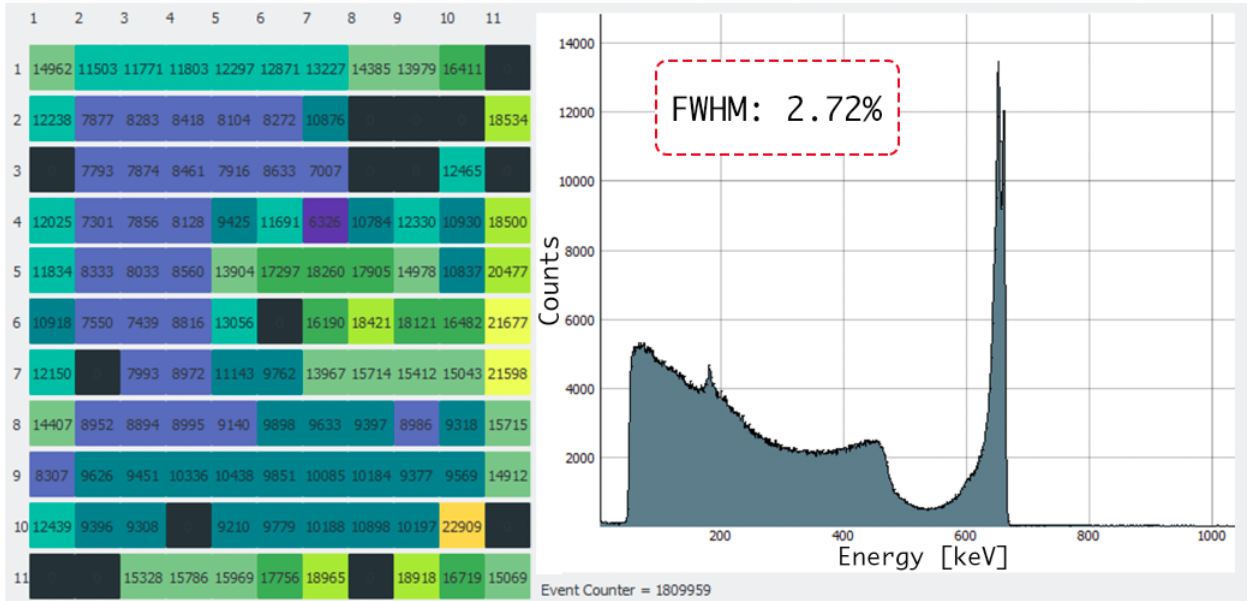 1 2 3 4 5 6 7 8 9 10 11
1 14962 11503 11771 11803 12297 12871 13227 14385 13979 16411
2 12238 7877 8283 8418 8104 8272 10876 18534
3 7793 7874 8461 7916 8633 7007 12465
4 12025 7301 7856 8128 9425 11691 6326 10784 12330 10930 18500
5 11834 8333 8033 8560 13904 17297 18260 17905 14978 10837 20477
6 10918 7550 7439 8816 13056 16190 18421 18121 16482 21677
7 12150 7993 8972 11143 9762 13967 15714 15412 15043 21598
8 14407 8952 8894 8995 9140 9898 9633 9397 8986 9318 15715
9 8307 9626 9451 10336 10438 9851 10085 10184 9377 9569 14912
10 12439 9396 9308 9210 9779 10188 10898 10197 22909
11 15328 15786 15969 17756 18965 18918 16719 15069
14000
12000
10000
8000
6000
4000
2000
Counts
FWHM: 2.72%
200 400 600 800 1000
Energy [keV]
Event Counter = 1809959